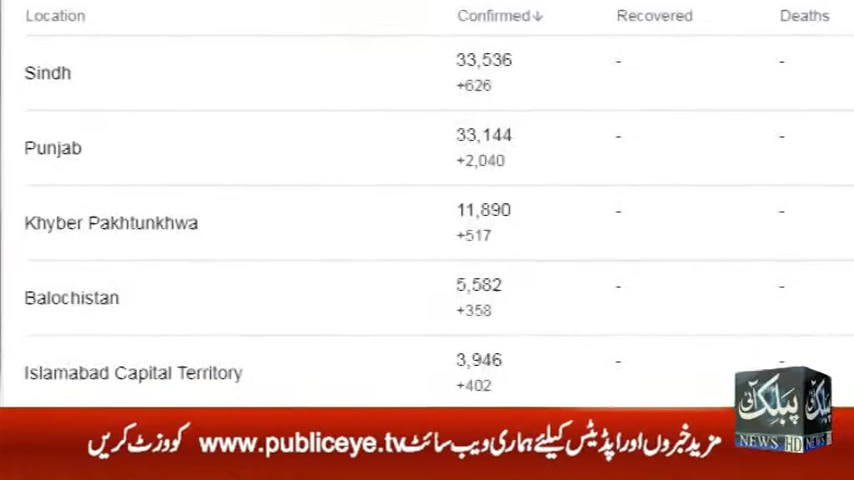 Location Confirmed↓ Recovered Deaths
Sindh 33,536 - -
+626
Punjab 33,144 - -
+2,040
Khyber Pakhtunkhwa 11,890 - -
+517
Balochistan 5,582 - -
+358
Islamabad Capital Territory 3,946 - -
+402
پبلک آئی
NEWS HD NEWS
مزید خبروں اور اپڈیٹس کیلئے ہماری ویب سائٹ www.publiceye.tv کو وزٹ کریں